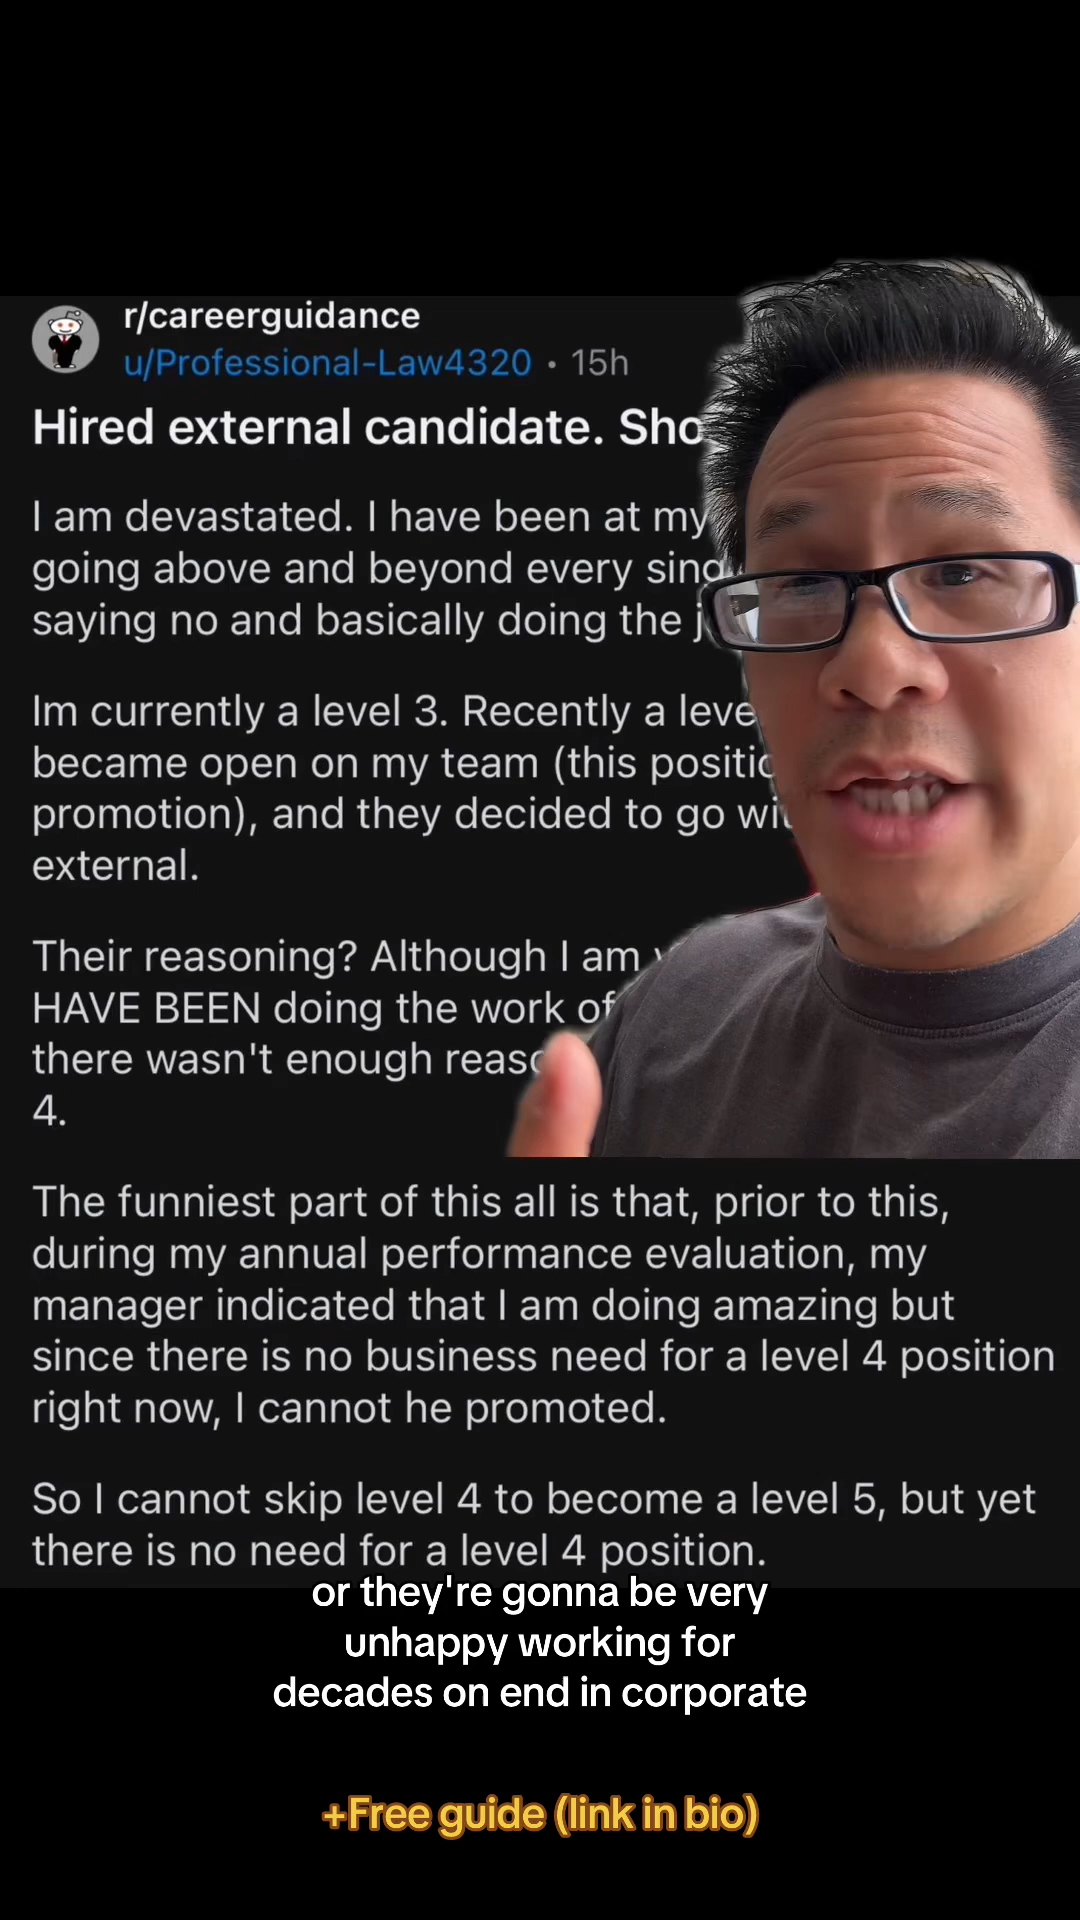 r/careerguidance
u/Professional-Law4320 • 15h
Hired external candidate. Sho
I am devastated. I have been at my
going above and beyond every sing
saying no and basically doing the j
Im currently a level 3. Recently a leve
became open on my team (this positio
promotion), and they decided to go wit
external.
Their reasoning? Although I am
HAVE BEEN doing the work of
there wasn't enough reaso
4.
The funniest part of this all is that, prior to this,
during my annual performance evaluation, my
manager indicated that I am doing amazing but
since there is no business need for a level 4 position
right now, I cannot he promoted.
So I cannot skip level 4 to become a level 5, but yet
there is no need for a level 4 position.
or they're gonna be very
unhappy working for
decades on end in corporate
+Free guide (link in bio)